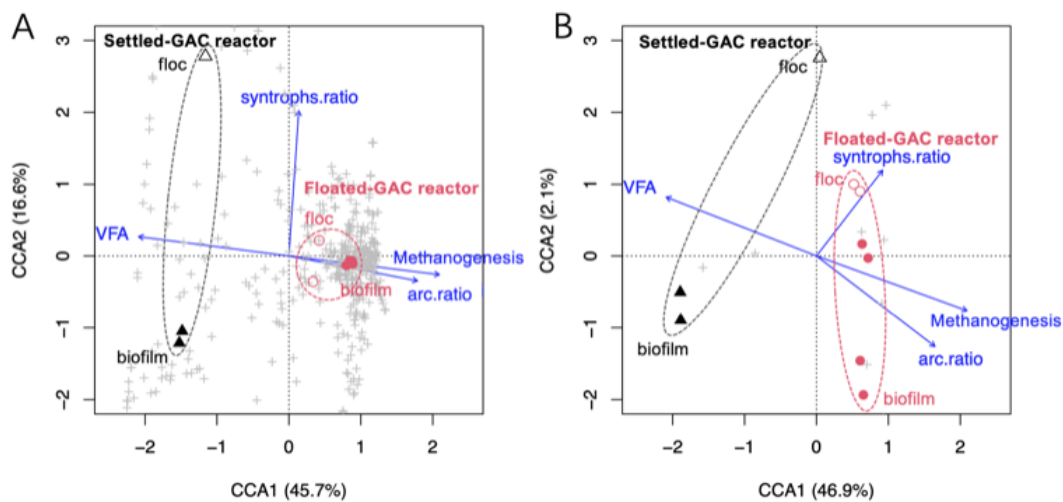 A
Settled-GAC reactor
floc
syntrophs.ratio
Floated-GAC reactor
floc
VFA
Methanogenesis
arc.ratio
biofilm
biofilm
3
2
1
0
−1
−2
CCA2 (16.6%)
−2 −1 0 1 2
CCA1 (45.7%)
B
Settled-GAC reactor
floc
Floated-GAC reactor
syntrophs.ratio
floc
VFA
Methanogenesis
arc.ratio
biofilm
biofilm
3
2
1
0
−1
−2
CCA2 (2.1%)
−2 −1 0 1 2
CCA1 (46.9%)